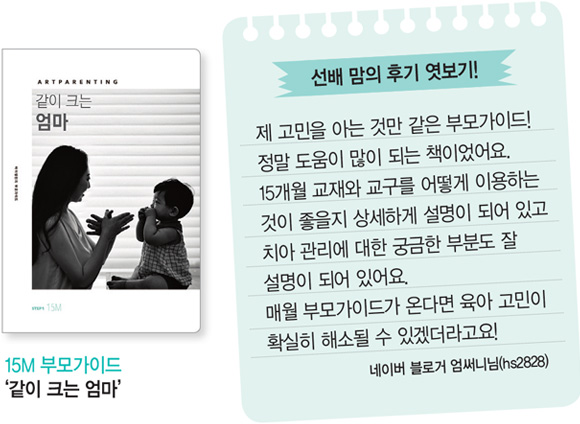 ARTPARENTING
같이 크는
엄마
STEP1 15M
15M 부모가이드
‘같이 크는 엄마’
선배 맘의 후기 엿보기!
제 고민을 아는 것만 같은 부모가이드!
정말 도움이 많이 되는 책이었어요.
15개월 교재와 교구를 어떻게 이용하는
것이 좋을지 상세하게 설명이 되어 있고
치아 관리에 대한 궁금한 부분도 잘
설명이 되어 있어요.
매월 부모가이드가 온다면 육아 고민이
확실히 해소될 수 있겠더라고요!
네이버 블로거 엄써니님(hs2828)